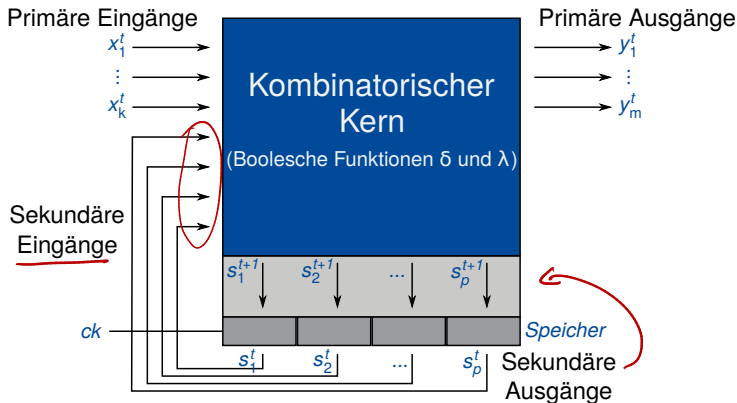 Primäre Eingänge
Primäre Ausgänge
x₁ᵗ
⋮
xₖᵗ
Kombinatorischer
Kern
(Boolesche Funktionen δ und λ)
y₁ᵗ
⋮
yₘᵗ
Sekundäre
Eingänge
s₁ᵗ⁺¹ s₂ᵗ⁺¹ ... sₚᵗ⁺¹
ck
Speicher
s₁ᵗ s₂ᵗ ... sₚᵗ
Sekundäre
Ausgänge